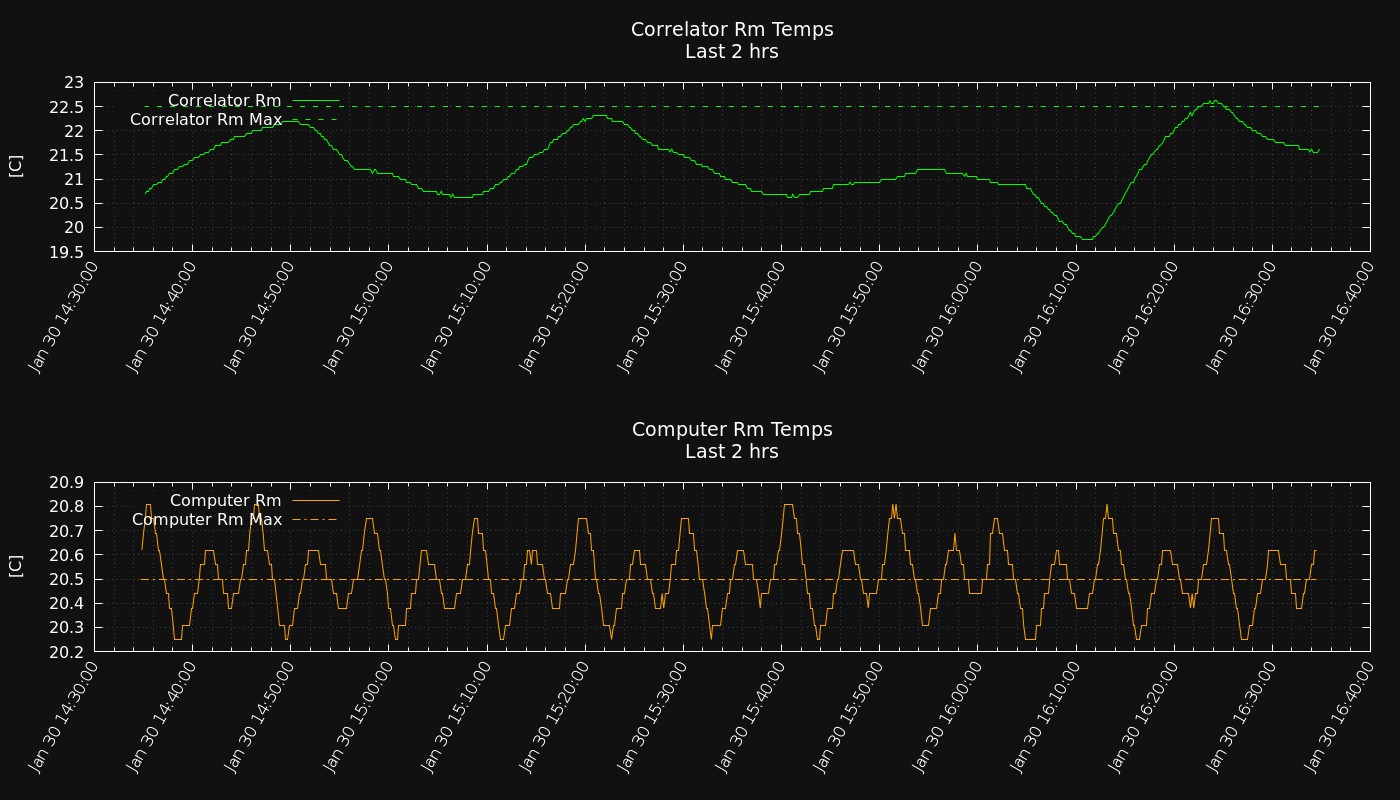 Correlator Rm Temps
Last 2 hrs
23
22.5
22
21.5
21
20.5
20
19.5
[C]
Correlator Rm
Correlator Rm Max
Jan 30 14:30:00
Jan 30 14:40:00
Jan 30 14:50:00
Jan 30 15:00:00
Jan 30 15:10:00
Jan 30 15:20:00
Jan 30 15:30:00
Jan 30 15:40:00
Jan 30 15:50:00
Jan 30 16:00:00
Jan 30 16:10:00
Jan 30 16:20:00
Jan 30 16:30:00
Jan 30 16:40:00
Computer Rm Temps
Last 2 hrs
20.9
20.8
20.7
20.6
20.5
20.4
20.3
20.2
[C]
Computer Rm
Computer Rm Max
Jan 30 14:30:00
Jan 30 14:40:00
Jan 30 14:50:00
Jan 30 15:00:00
Jan 30 15:10:00
Jan 30 15:20:00
Jan 30 15:30:00
Jan 30 15:40:00
Jan 30 15:50:00
Jan 30 16:00:00
Jan 30 16:10:00
Jan 30 16:20:00
Jan 30 16:30:00
Jan 30 16:40:00